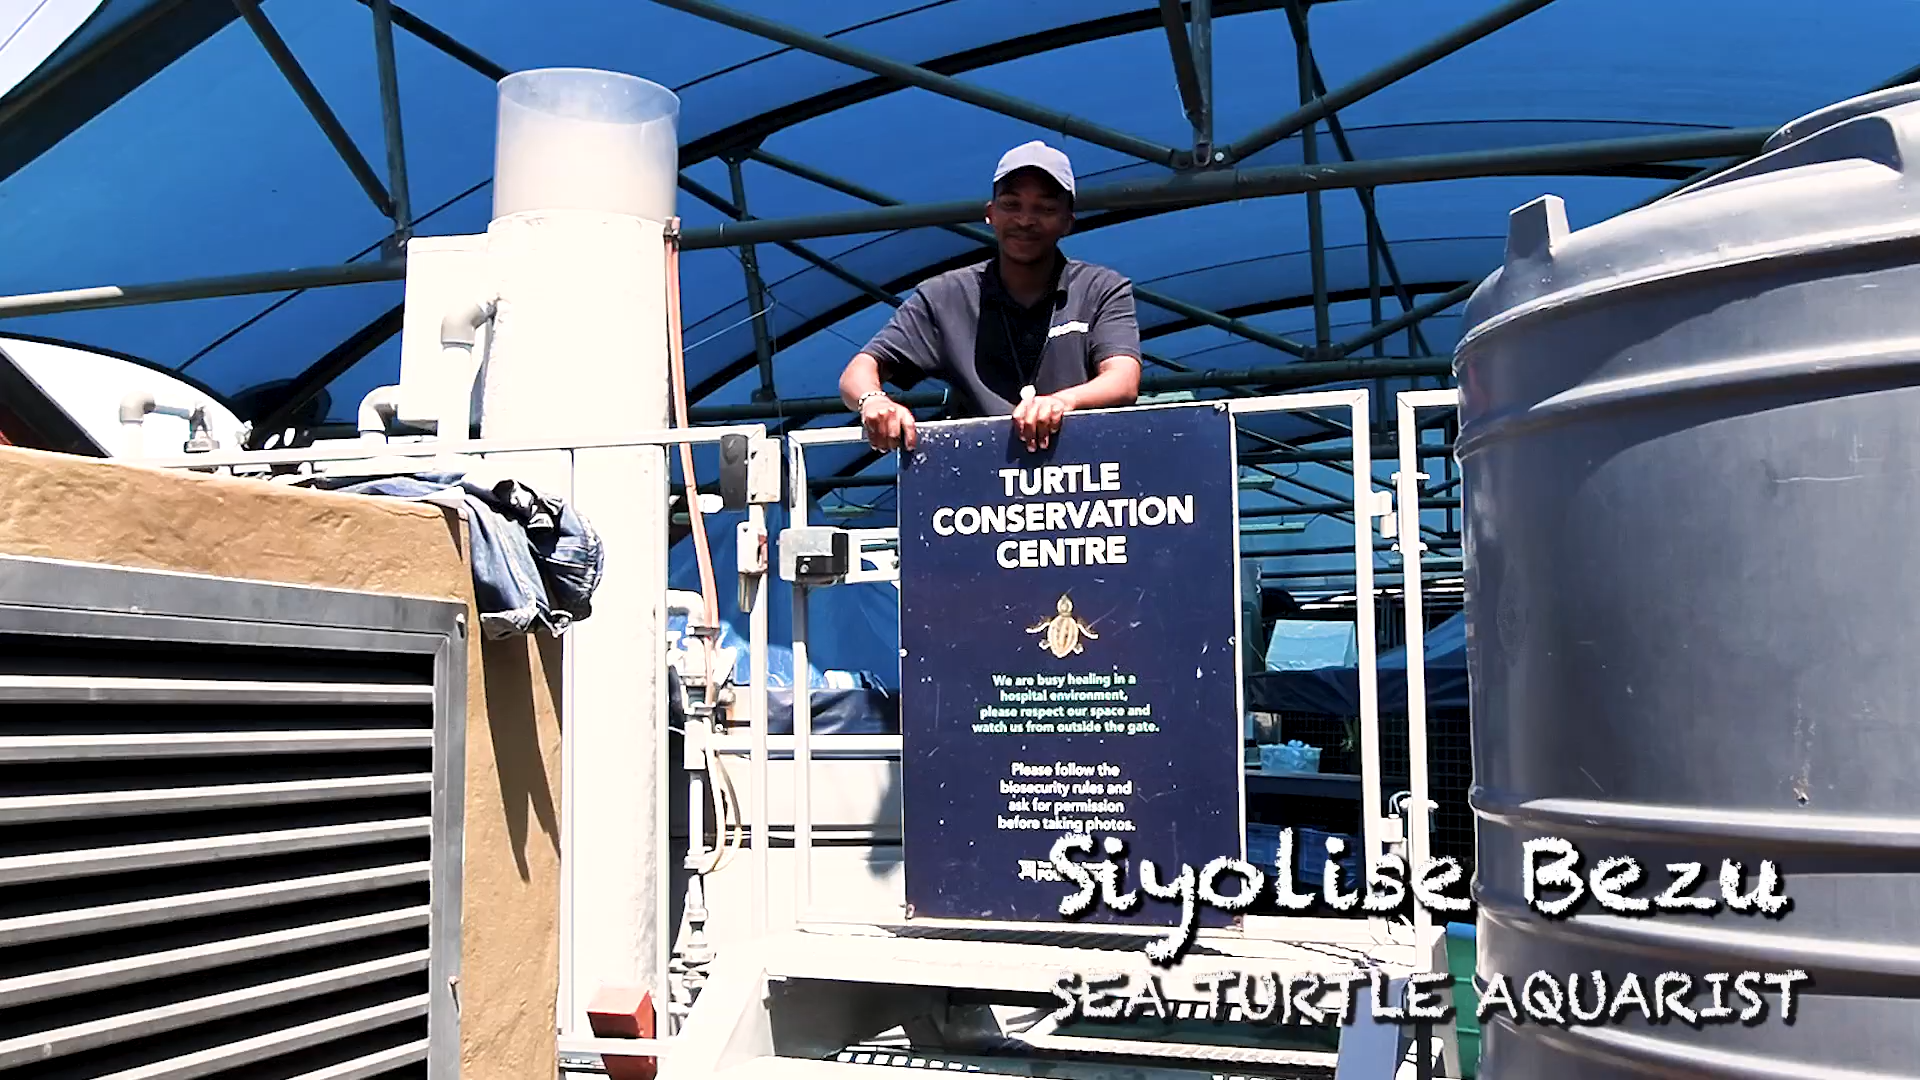 TURTLE
CONSERVATION
CENTRE
We are busy healing in a
hospital environment,
please respect our space and
watch us from outside the gate.
Please follow the
biosecurity rules and
ask for permission
before taking photos.
Siyolise Bezu
SEA TURTLE AQUARIST